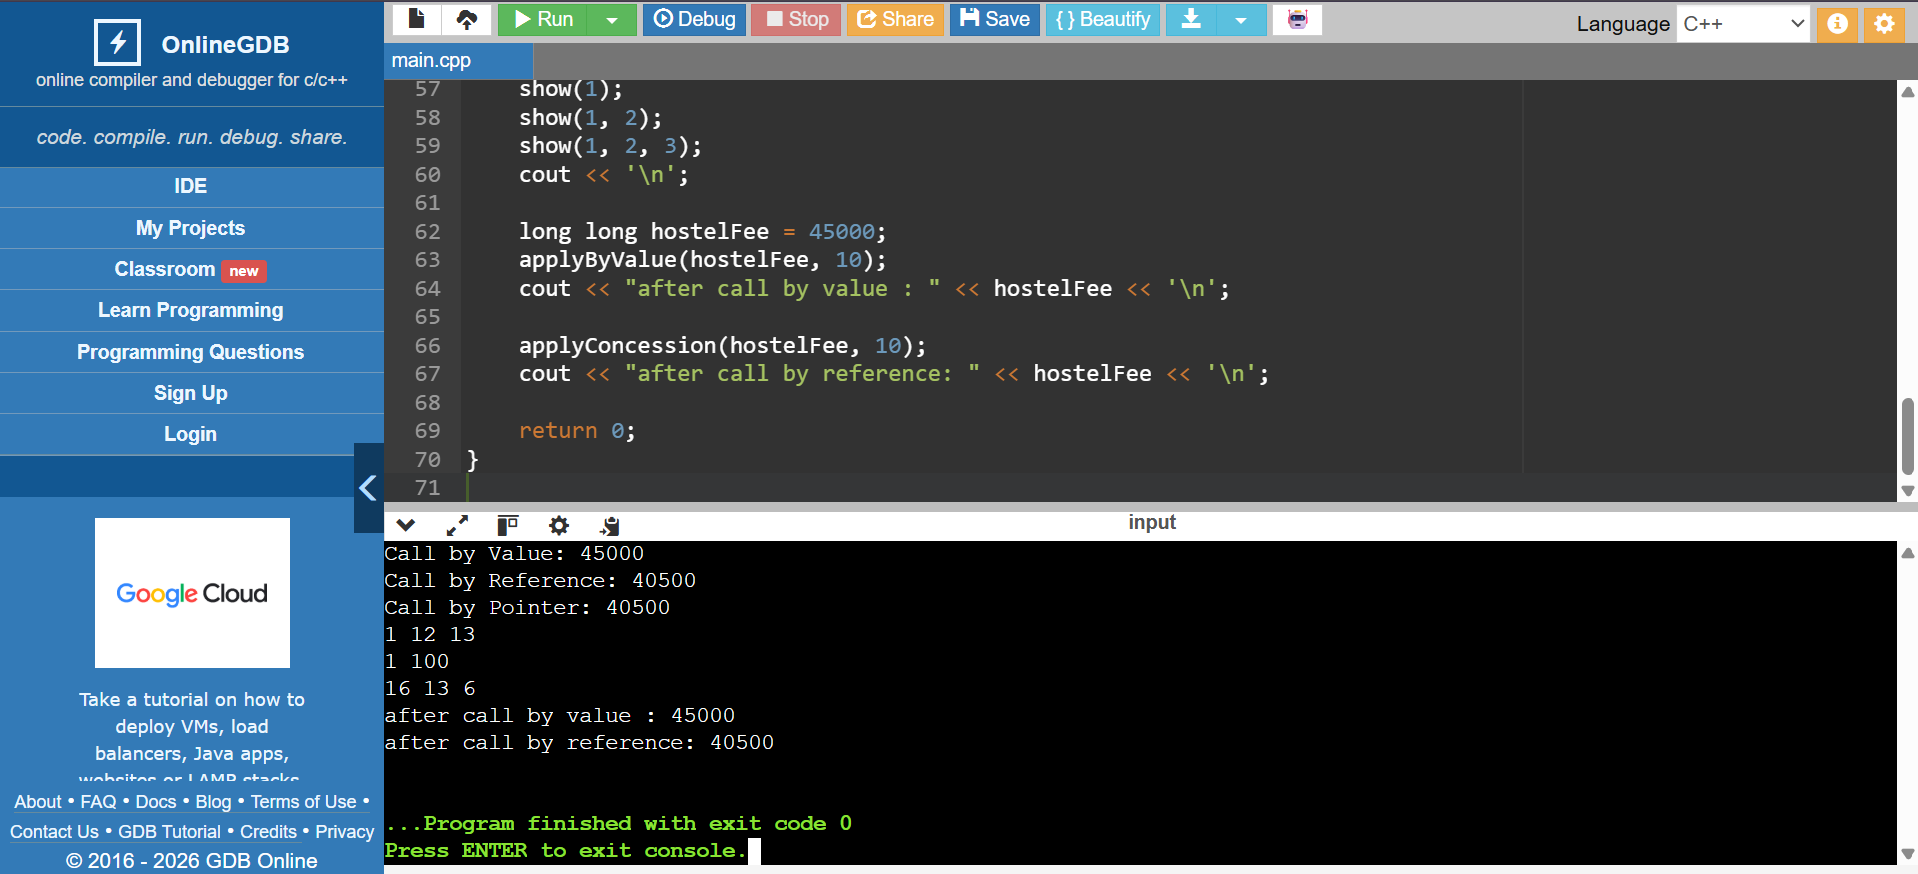 OnlineGDB
online compiler and debugger for c/c++
code. compile. run. debug. share.
IDE
My Projects
Classroom new
Learn Programming
Programming Questions
Sign Up
Login
Google Cloud
Take a tutorial on how to
deploy VMs, load
balancers, Java apps,
websites or LAMP stacks
About • FAQ • Docs • Blog • Terms of Use •
Contact Us • GDB Tutorial • Credits • Privacy
© 2016 - 2026 GDB Online
Run Debug Stop Share Save { } Beautify Language C++
main.cpp
57 show(1);
58 show(1, 2);
59 show(1, 2, 3);
60 cout << '\n';
61
62 long long hostelFee = 45000;
63 applyByValue(hostelFee, 10);
64 cout << "after call by value : " << hostelFee << '\n';
65
66 applyConcession(hostelFee, 10);
67 cout << "after call by reference: " << hostelFee << '\n';
68
69 return 0;
70 }
71
input
Call by Value: 45000
Call by Reference: 40500
Call by Pointer: 40500
1 12 13
1 100
16 13 6
after call by value : 45000
after call by reference: 40500
...Program finished with exit code 0
Press ENTER to exit console.